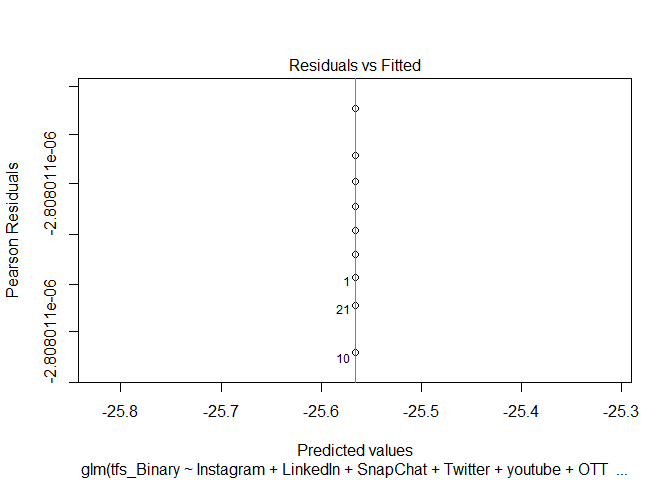 Residuals vs Fitted
Pearson Residuals
-2.808011e-06
-2.808011e-06
1
21
10
-25.8 -25.7 -25.6 -25.5 -25.4 -25.3
Predicted values
glm(tfs_Binary ~ Instagram + LinkedIn + SnapChat + Twitter + youtube + OTT ...